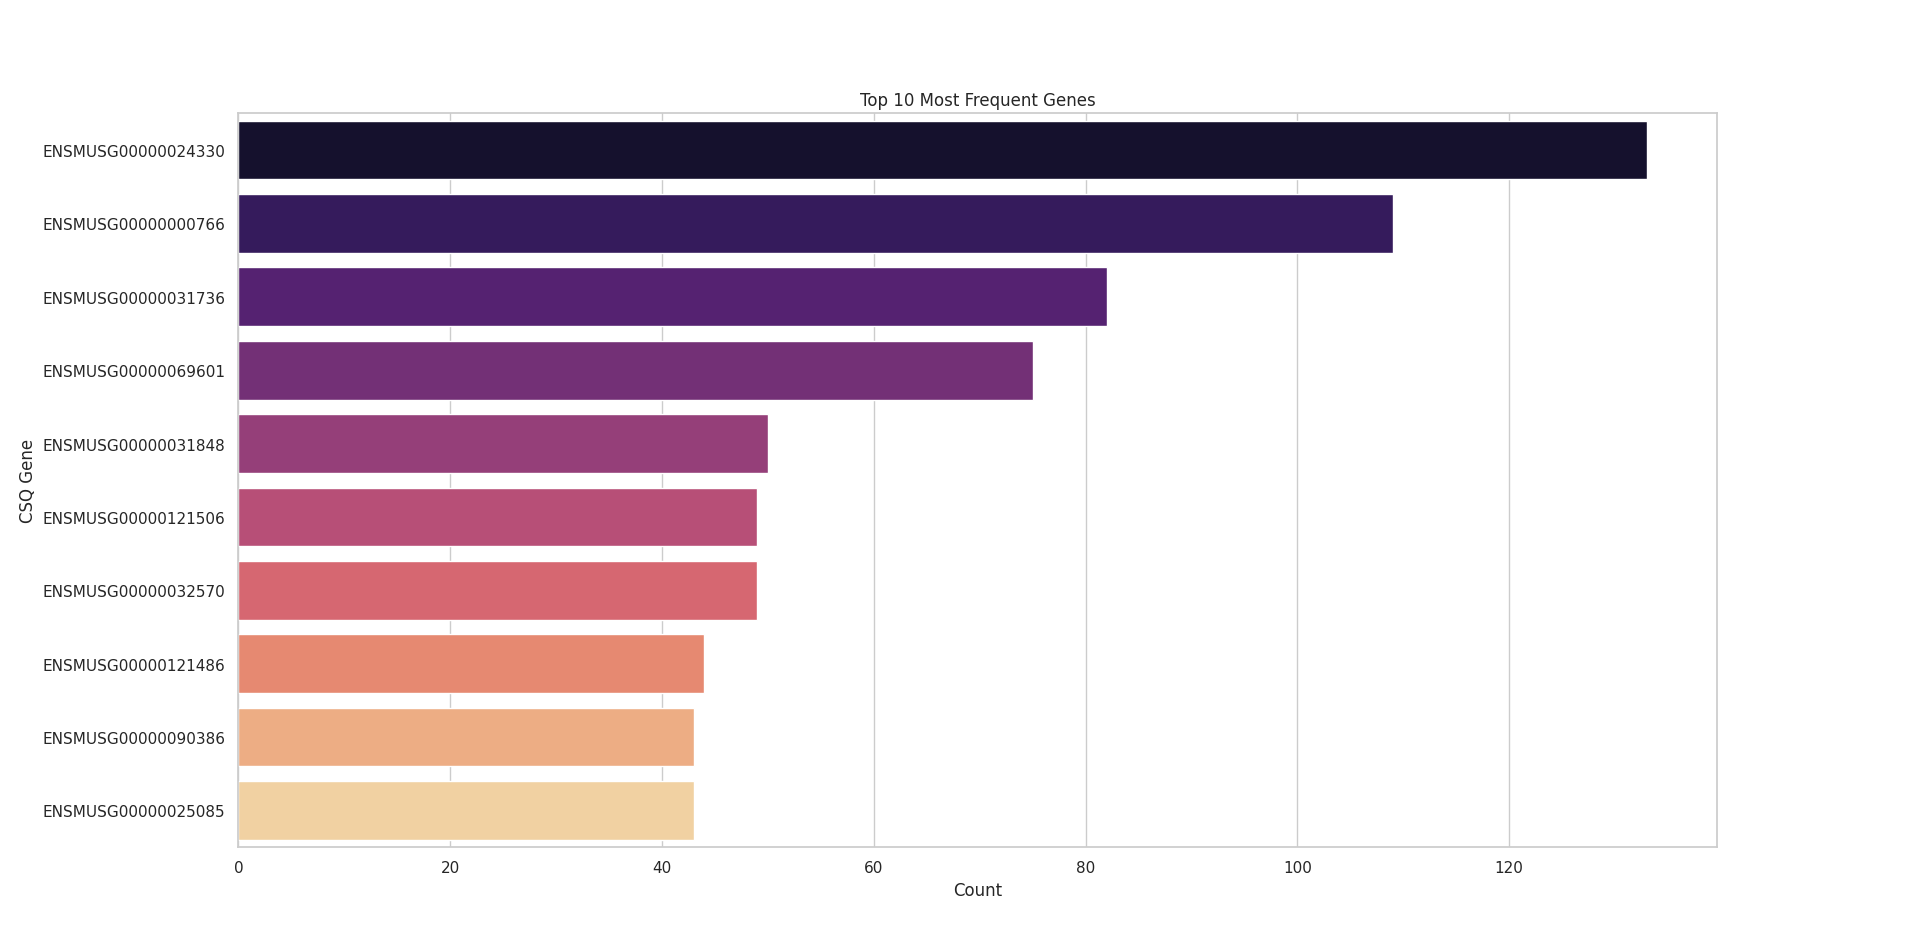 Top 10 Most Frequent Genes
CSQ Gene
ENSMUSG00000024330
ENSMUSG00000000766
ENSMUSG00000031736
ENSMUSG00000069601
ENSMUSG00000031848
ENSMUSG00000121506
ENSMUSG00000032570
ENSMUSG00000121486
ENSMUSG00000090386
ENSMUSG00000025085
0 20 40 60 80 100 120
Count